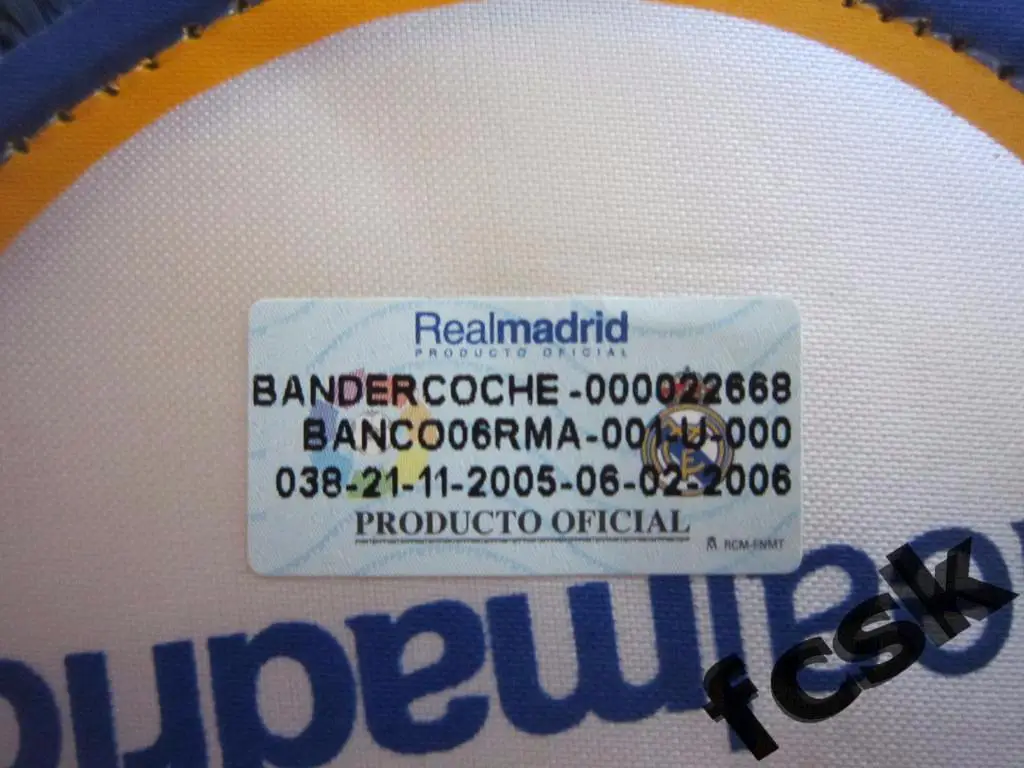 Realmadrid
PRODUCTO OFICIAL
BANDERCOCHE-000022668
BANCO06RMA-001-U-000
038-21-11-2005-06-02-2006
PRODUCTO OFICIAL
RCM-FNMT
Realmadrid
fcsk